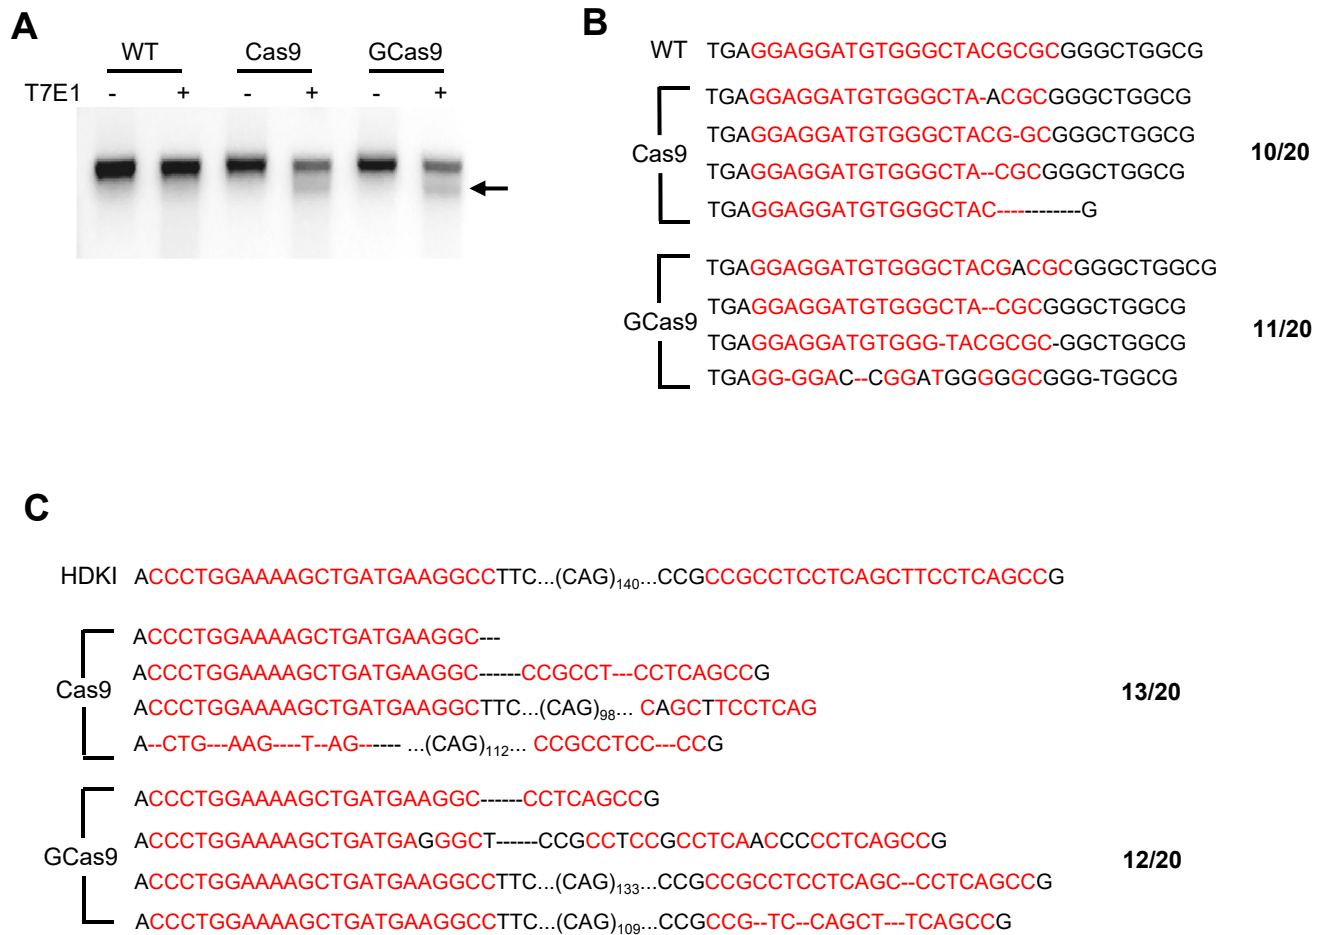 A
WT Cas9 GCas9
T7E1 - + - + - +
B
WT TGAGGAGGATGTGGGCTACGCGCGGGCTGGCG
Cas9
TGAGGAGGATGTGGGCTA-ACGCGGGCTGGCG
TGAGGAGGATGTGGGCTACG-GCGGGCTGGCG
TGAGGAGGATGTGGGCTA--CGCGGGCTGGCG
TGAGGAGGATGTGGGCTAC------------G
10/20
GCas9
TGAGGAGGATGTGGGCTACGACGCGGGCTGGCG
TGAGGAGGATGTGGGCTA--CGCGGGCTGGCG
TGAGGAGGATGTGGG-TACGCGC-GGCTGGCG
TGAGG-GGAC--CGGATGGGGGCGGG-TGGCG
11/20
C
HDKI ACCCTGGAAAAGCTGATGAAGGCCTTC...(CAG)140...CCGCCGCCTCCTCAGCTTCCTCAGCCG
Cas9
ACCCTGGAAAAGCTGATGAAGGC---
ACCCTGGAAAAGCTGATGAAGGC------CCGCCT---CCTCAGCCG
ACCCTGGAAAAGCTGATGAAGGCTTC...(CAG)98... CAGCTTCCTCAG
A--CTG---AAG----T--AG------ ...(CAG)112... CCGCCTCC---CCG
13/20
GCas9
ACCCTGGAAAAGCTGATGAAGGC------CCTCAGCCG
ACCCTGGAAAAGCTGATGAGGGCT------CCGCCTCCGCCTCAACCCCCTCAGCCG
ACCCTGGAAAAGCTGATGAAGGCCTTC...(CAG)133...CCGCCGCCTCCTCAGC--CCTCAGCCG
ACCCTGGAAAAGCTGATGAAGGCCTTC...(CAG)109...CCGCCG--TC--CAGCT---TCAGCCG
12/20